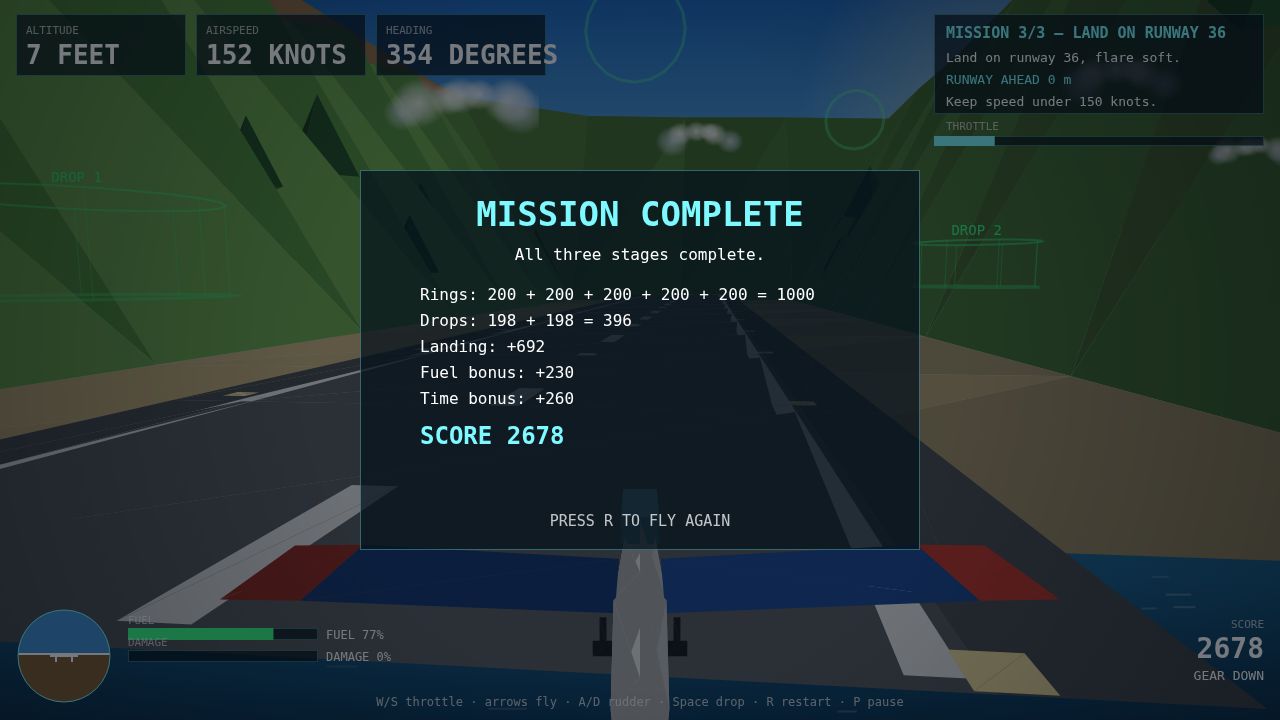 ALTITUDE
7 FEET
AIRSPEED
152 KNOTS
HEADING
354 DEGREES
MISSION 3/3 — LAND ON RUNWAY 36
Land on runway 36, flare soft.
RUNWAY AHEAD 0 m
Keep speed under 150 knots.
THROTTLE
DROP 1
DROP 2
MISSION COMPLETE
All three stages complete.
Rings: 200 + 200 + 200 + 200 + 200 = 1000
Drops: 198 + 198 = 396
Landing: +692
Fuel bonus: +230
Time bonus: +260
SCORE 2678
PRESS R TO FLY AGAIN
FUEL
FUEL 77%
DAMAGE
DAMAGE 0%
SCORE
2678
GEAR DOWN
W/S throttle · arrows fly · A/D rudder · Space drop · R restart · P pause